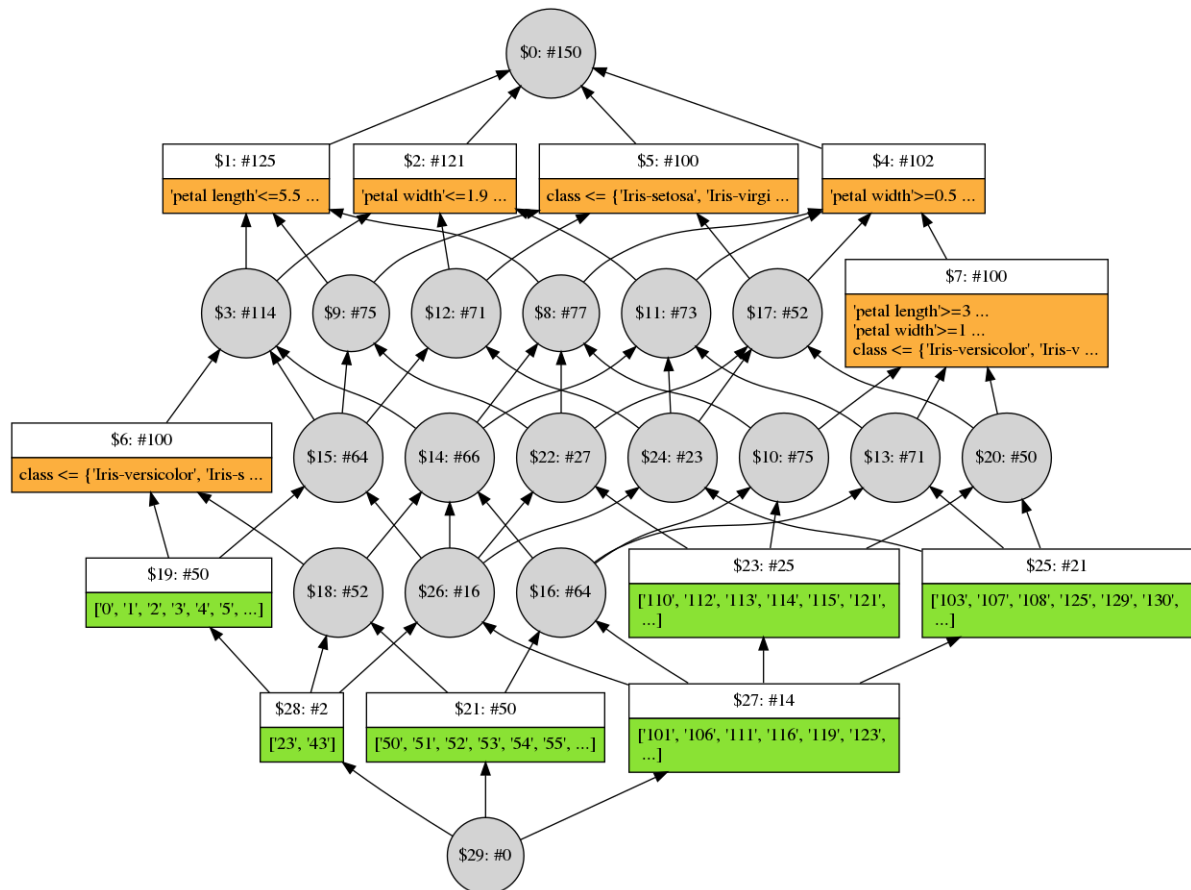 $0: #150
$1: #125
'petal length'<=5.5 ...
$2: #121
'petal width'<=1.9 ...
$5: #100
class <= {'Iris-setosa', 'Iris-virgi ...
$4: #102
'petal width'>=0.5 ...
$3: #114
$9: #75
$12: #71
$8: #77
$11: #73
$17: #52
$7: #100
'petal length'>=3 ...
'petal width'>=1 ...
class <= {'Iris-versicolor', 'Iris-v ...
$6: #100
class <= {'Iris-versicolor', 'Iris-s ...
$15: #64
$14: #66
$22: #27
$24: #23
$10: #75
$13: #71
$20: #50
$19: #50
['0', '1', '2', '3', '4', '5', ...]
$18: #52
$26: #16
$16: #64
$23: #25
['110', '112', '113', '114', '115', '121',
...]
$25: #21
['103', '107', '108', '125', '129', '130',
...]
$28: #2
['23', '43']
$21: #50
['50', '51', '52', '53', '54', '55', ...]
$27: #14
['101', '106', '111', '116', '119', '123',
...]
$29: #0